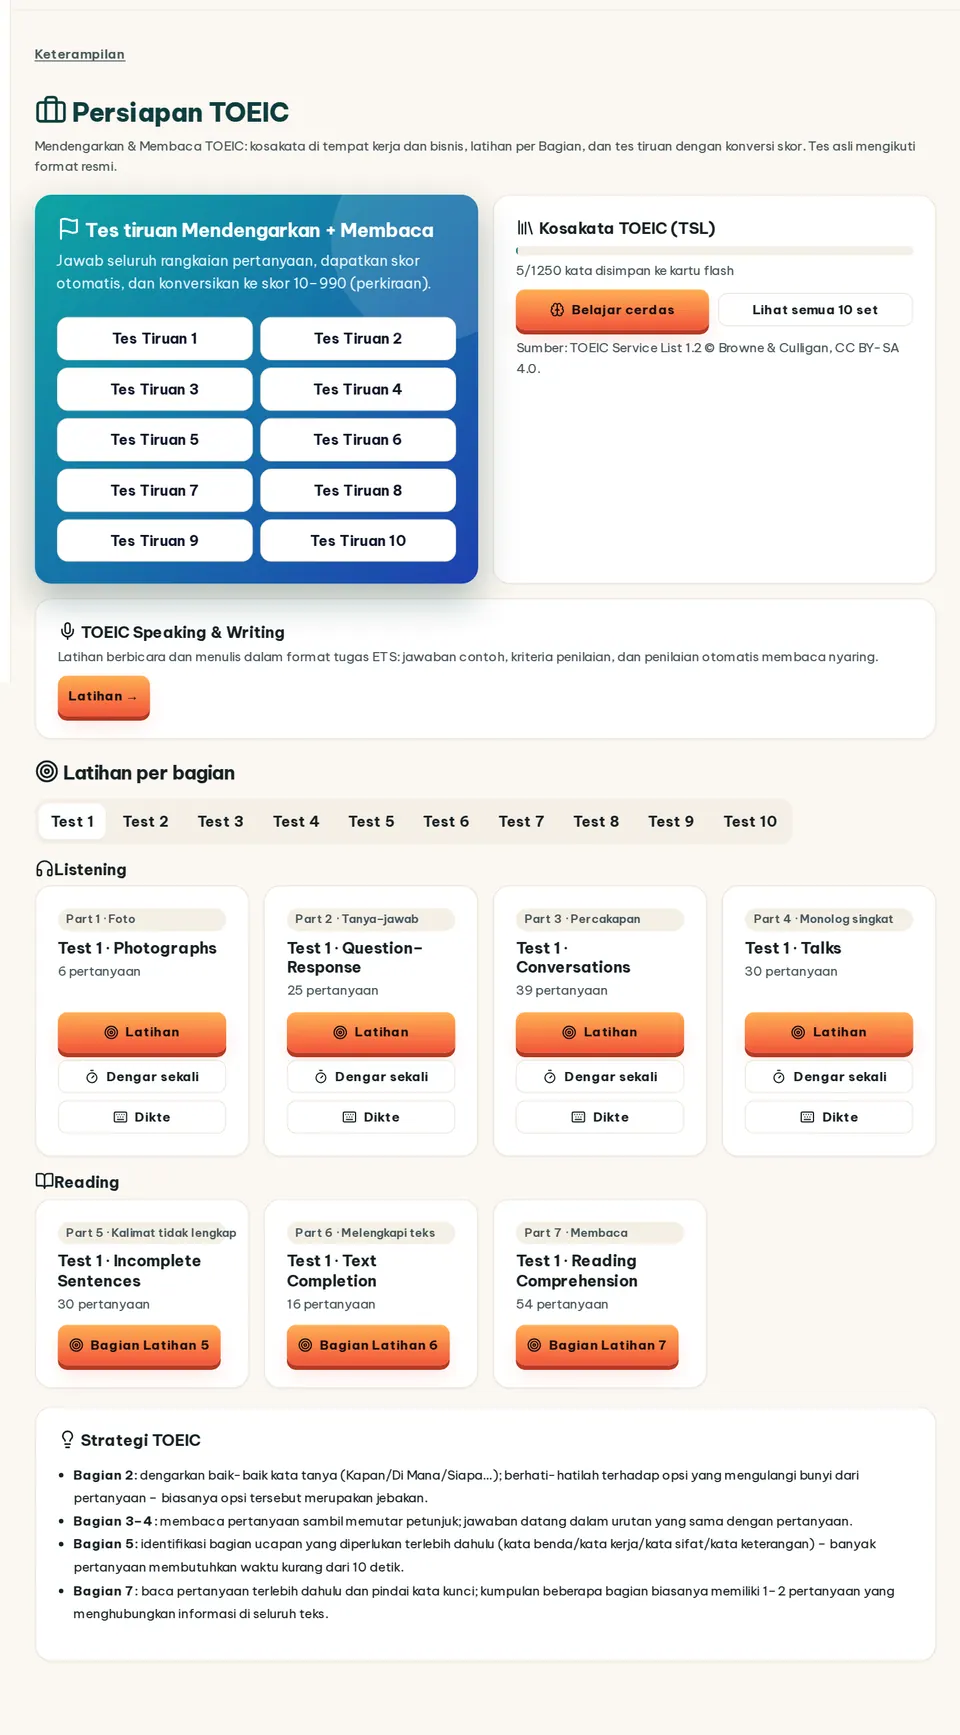 Keterampilan
Persiapan TOEIC
Mendengarkan & Membaca TOEIC: kosakata di tempat kerja dan bisnis, latihan per Bagian, dan tes tiruan dengan konversi skor. Tes asli mengikuti
format resmi.
Tes tiruan Mendengarkan + Membaca
Jawab seluruh rangkaian pertanyaan, dapatkan skor
otomatis, dan konversikan ke skor 10–990 (perkiraan).
Tes Tiruan 1
Tes Tiruan 2
Tes Tiruan 3
Tes Tiruan 4
Tes Tiruan 5
Tes Tiruan 6
Tes Tiruan 7
Tes Tiruan 8
Tes Tiruan 9
Tes Tiruan 10
Kosakata TOEIC (TSL)
5/1250 kata disimpan ke kartu flash
Belajar cerdas
Lihat semua 10 set
Sumber: TOEIC Service List 1.2 © Browne & Culligan, CC BY-SA
4.0.
TOEIC Speaking & Writing
Latihan berbicara dan menulis dalam format tugas ETS: jawaban contoh, kriteria penilaian, dan penilaian otomatis membaca nyaring.
Latihan →
Latihan per bagian
Test 1 Test 2 Test 3 Test 4 Test 5 Test 6 Test 7 Test 8 Test 9 Test 10
Listening
Part 1 · Foto
Test 1 · Photographs
6 pertanyaan
Latihan
Dengar sekali
Dikte
Part 2 · Tanya-jawab
Test 1 · Question–
Response
25 pertanyaan
Latihan
Dengar sekali
Dikte
Part 3 · Percakapan
Test 1 ·
Conversations
39 pertanyaan
Latihan
Dengar sekali
Dikte
Part 4 · Monolog singkat
Test 1 · Talks
30 pertanyaan
Latihan
Dengar sekali
Dikte
Reading
Part 5 · Kalimat tidak lengkap
Test 1 · Incomplete
Sentences
30 pertanyaan
Bagian Latihan 5
Part 6 · Melengkapi teks
Test 1 · Text
Completion
16 pertanyaan
Bagian Latihan 6
Part 7 · Membaca
Test 1 · Reading
Comprehension
54 pertanyaan
Bagian Latihan 7
Strategi TOEIC
• Bagian 2: dengarkan baik-baik kata tanya (Kapan/Di Mana/Siapa...); berhati-hatilah terhadap opsi yang mengulangi bunyi dari
pertanyaan – biasanya opsi tersebut merupakan jebakan.
• Bagian 3–4: membaca pertanyaan sambil memutar petunjuk; jawaban datang dalam urutan yang sama dengan pertanyaan.
• Bagian 5: identifikasi bagian ucapan yang diperlukan terlebih dahulu (kata benda/kata kerja/kata sifat/kata keterangan) – banyak
pertanyaan membutuhkan waktu kurang dari 10 detik.
• Bagian 7: baca pertanyaan terlebih dahulu dan pindai kata kunci; kumpulan beberapa bagian biasanya memiliki 1–2 pertanyaan yang
menghubungkan informasi di seluruh teks.